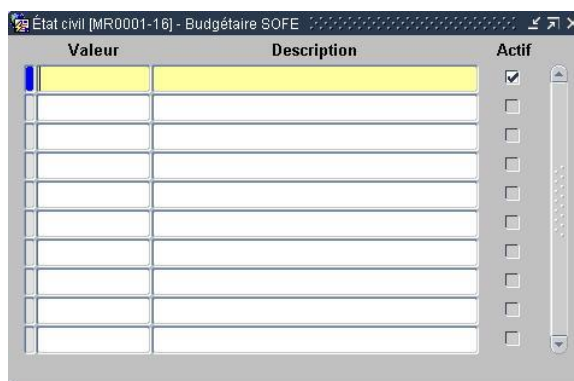 État civil [MR0001-16] - Budgétaire SOFE
Valeur Description Actif